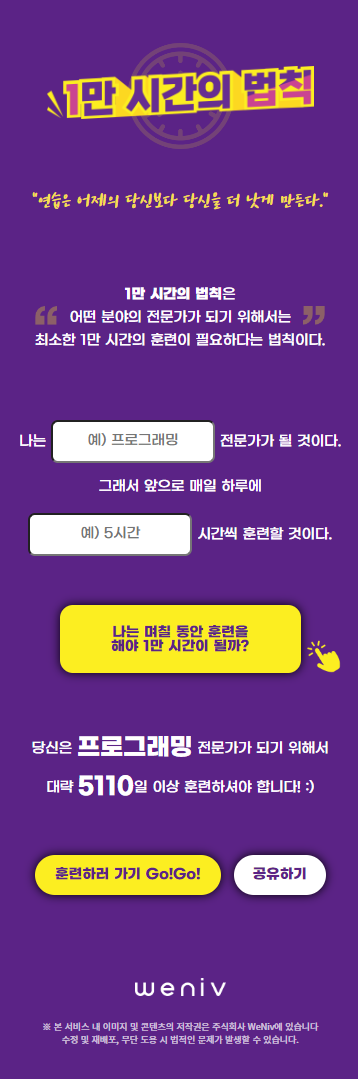 1만 시간의 법칙
"연습은 어제의 당신보다 당신을 더 낫게 만든다."
1만 시간의 법칙은
“ 어떤 분야의 전문가가 되기 위해서는 ”
최소한 1만 시간의 훈련이 필요하다는 법칙이다.
나는 예) 프로그래밍 전문가가 될 것이다.
그래서 앞으로 매일 하루에
예) 5시간 시간씩 훈련할 것이다.
나는 며칠 동안 훈련을
해야 1만 시간이 될까?
당신은 프로그래밍 전문가가 되기 위해서
대략 5110일 이상 훈련하셔야 합니다! :)
훈련하러 가기 Go!Go! 공유하기
weniv
※ 본 서비스 내 이미지 및 콘텐츠의 저작권은 주식회사 WeNiv에 있습니다
수정 및 재배포, 무단 도용 시 법적인 문제가 발생할 수 있습니다.